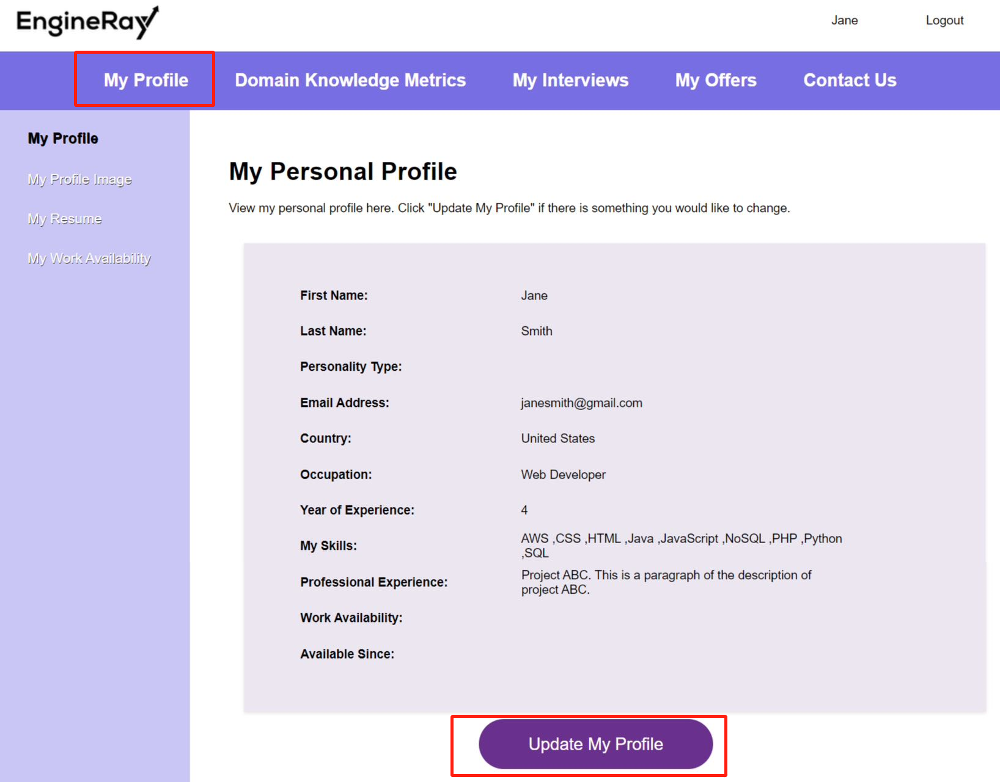 EngineRay
Jane
Logout
My Profile
Domain Knowledge Metrics
My Interviews
My Offers
Contact Us
My Profile
My Profile Image
My Resume
My Work Availability
My Personal Profile
View my personal profile here. Click "Update My Profile" if there is something you would like to change.
First Name:
Jane
Last Name:
Smith
Personality Type:
Email Address:
janesmith@gmail.com
Country:
United States
Occupation:
Web Developer
Year of Experience:
4
My Skills:
AWS ,CSS ,HTML ,Java ,JavaScript ,NoSQL ,PHP ,Python
,SQL
Professional Experience:
Project ABC. This is a paragraph of the description of
project ABC.
Work Availability:
Available Since:
Update My Profile